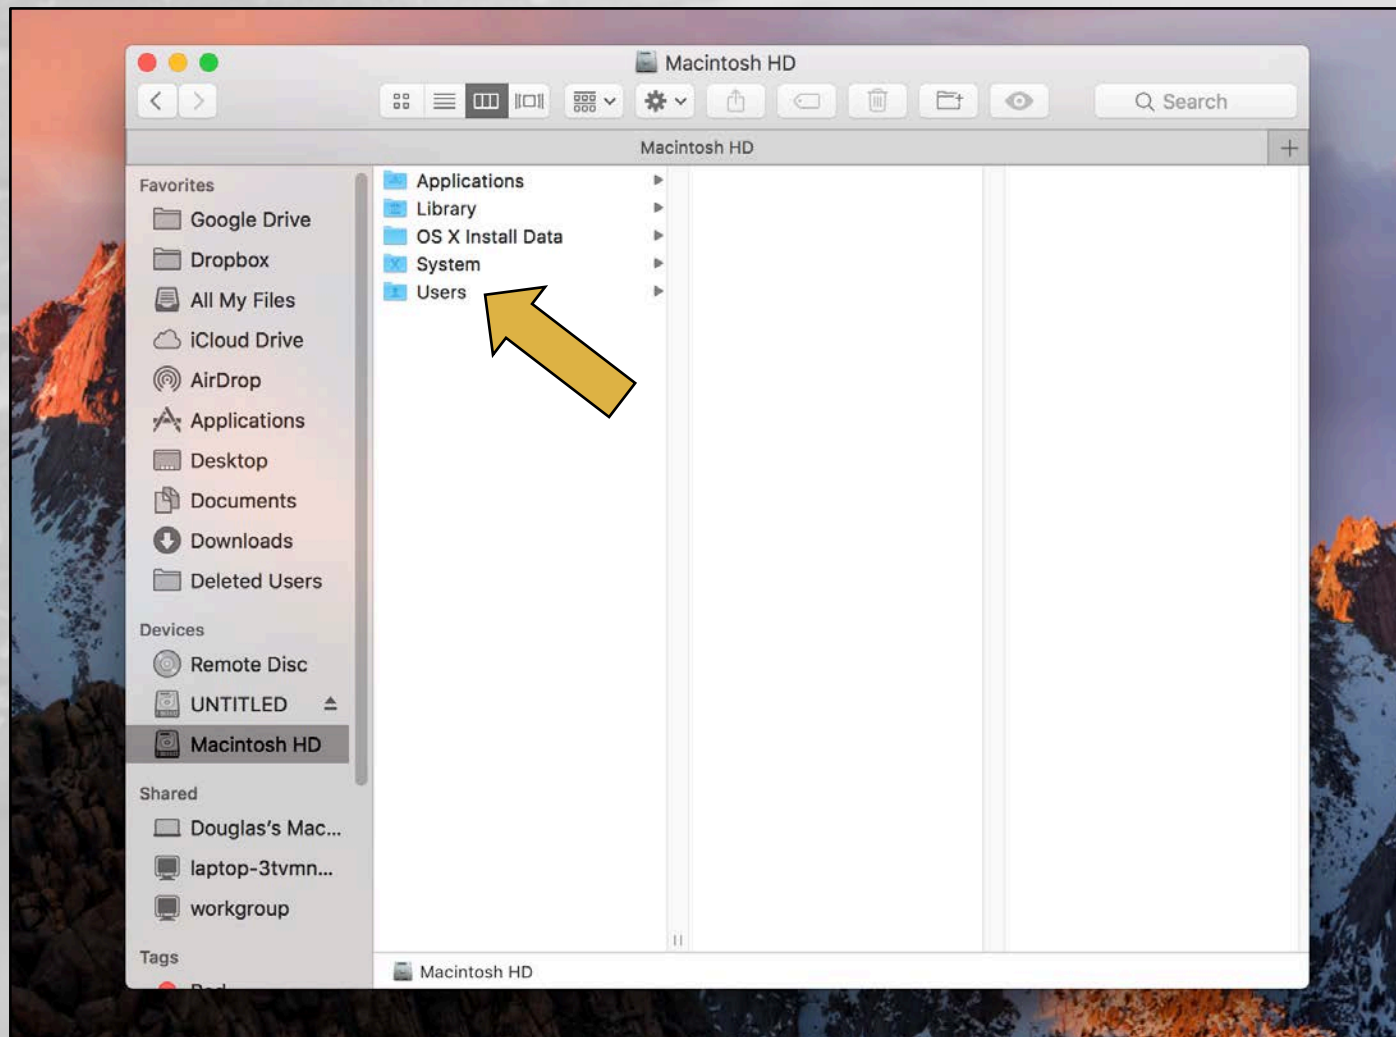 Macintosh HD
Search
Macintosh HD
Favorites
Google Drive
Dropbox
All My Files
iCloud Drive
AirDrop
Applications
Desktop
Documents
Downloads
Deleted Users
Devices
Remote Disc
UNTITLED
Macintosh HD
Shared
Douglas's Mac...
laptop-3tvmn...
workgroup
Tags
Red
Applications
Library
OS X Install Data
System
Users
Macintosh HD